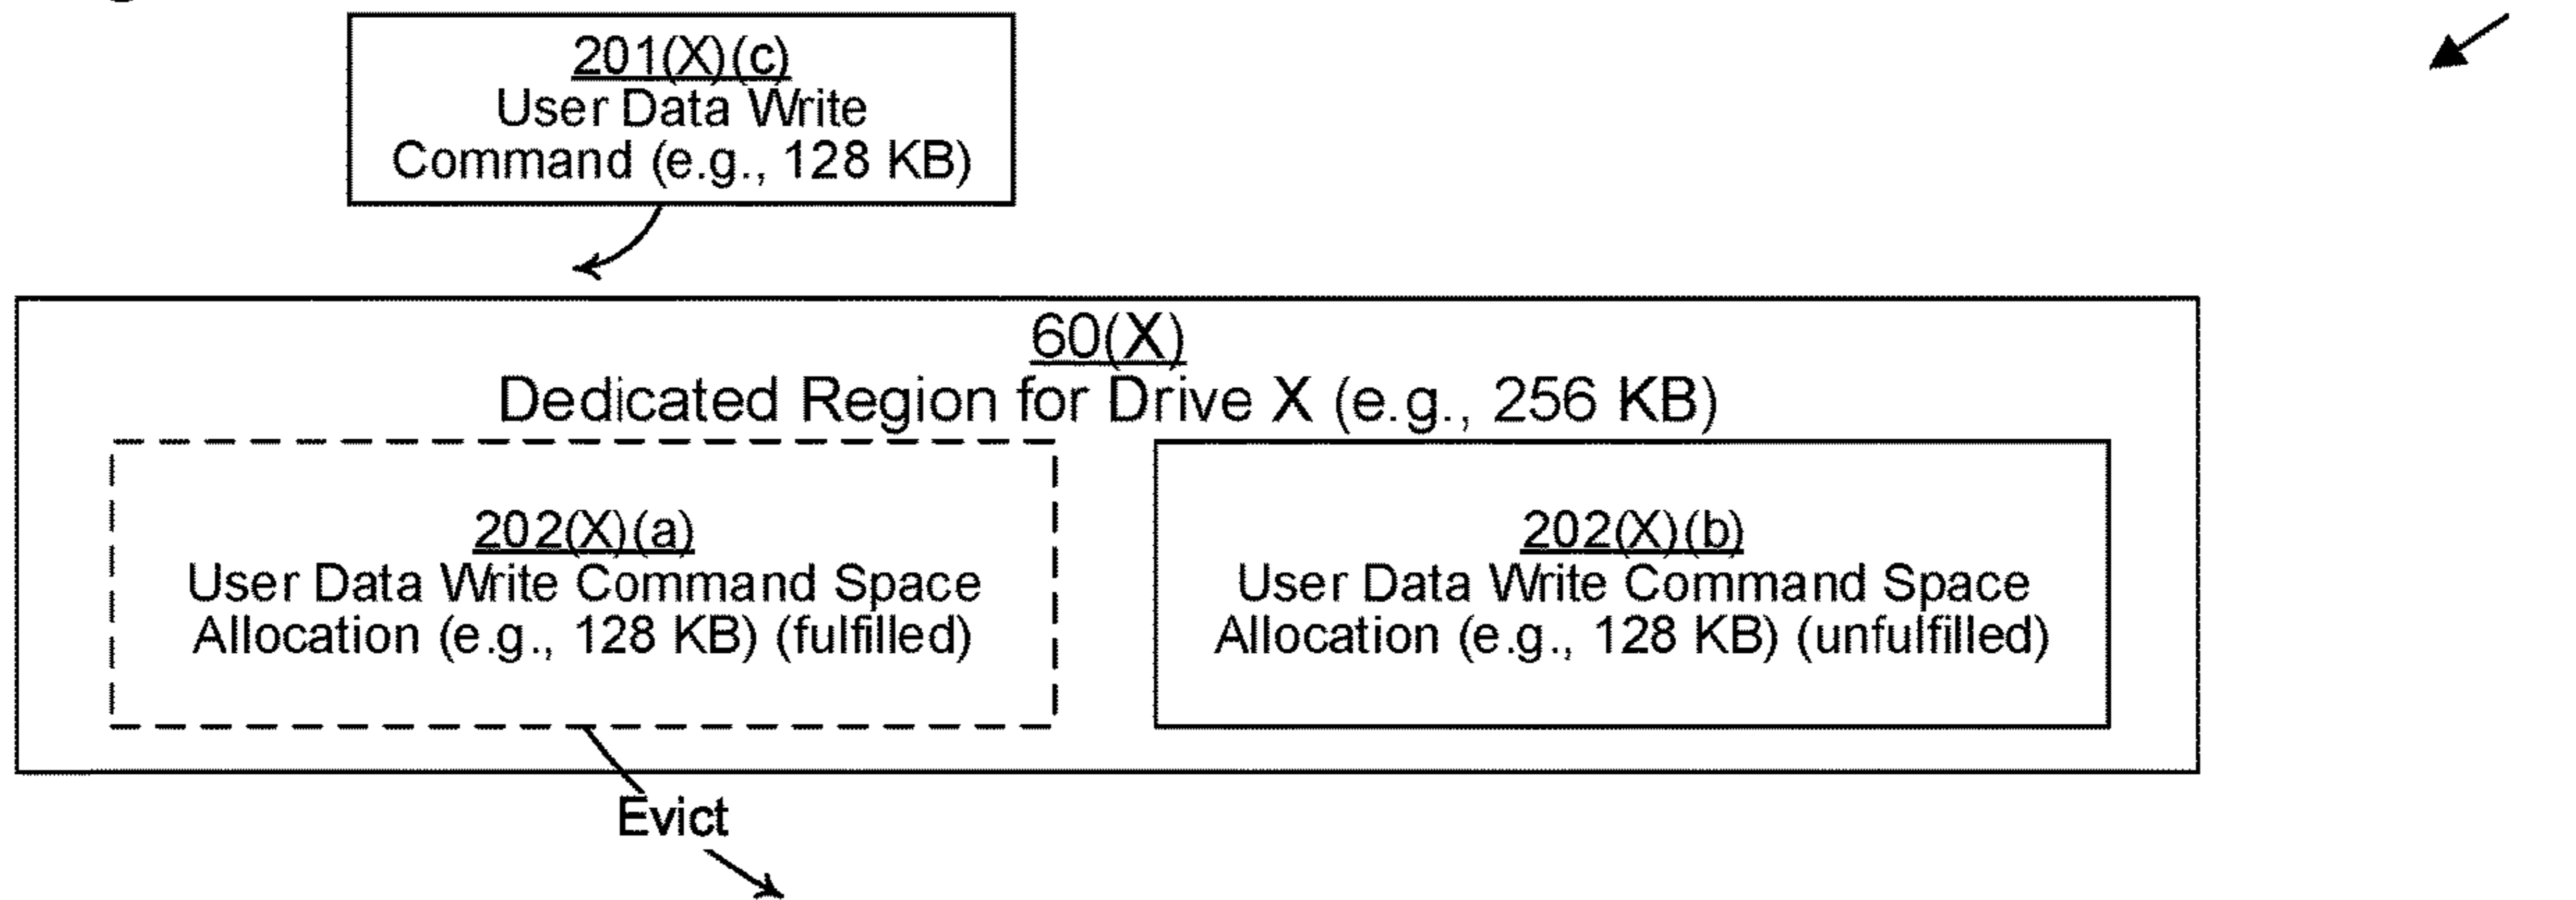 201(X)(c)
User Data Write
Command (e.g., 128 KB)
60(X)
Dedicated Region for Drive X (e.g., 256 KB)
202(X)(a)
User Data Write Command Space
Allocation (e.g., 128 KB) (fulfilled)
202(X)(b)
User Data Write Command Space
Allocation (e.g., 128 KB) (unfulfilled)
Evict